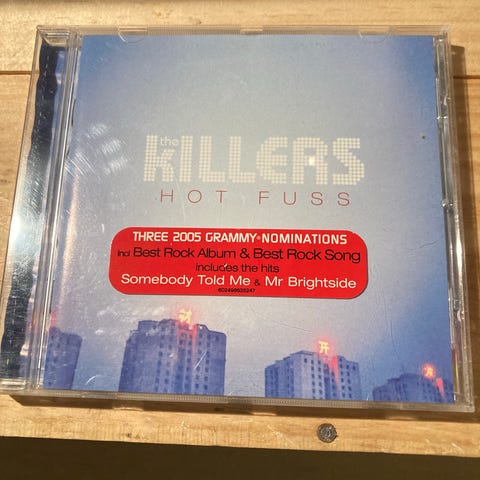 the
KILLERS
HOT FUSS
THREE 2005 GRAMMY® NOMINATIONS
incl Best Rock Album & Best Rock Song
includes the hits
Somebody Told Me & Mr Brightside